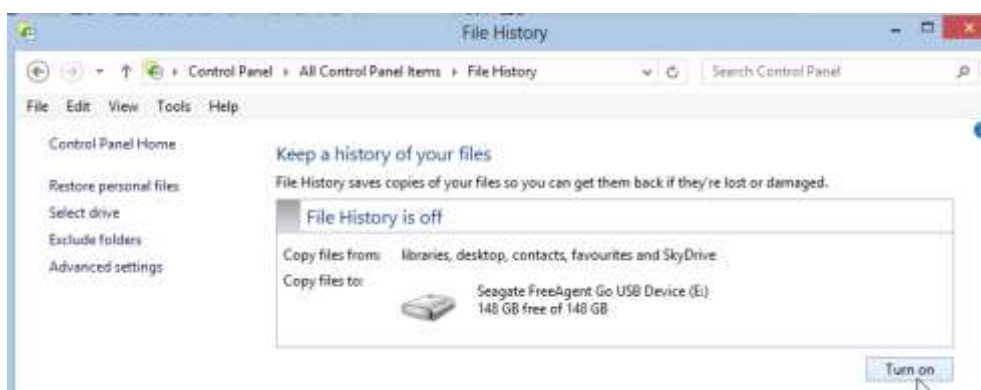 File History
Control Panel All Control Panel Items File History Search Control Panel
File Edit View Tools Help
Control Panel Home
Restore personal files
Select drive
Exclude folders
Advanced settings
Keep a history of your files
File History saves copies of your files so you can get them back if they're lost or damaged.
File History is off
Copy files from: libraries, desktop, contacts, favourites and SkyDrive
Copy files to:
Seagate FreeAgent Go USB Device (E:)
148 GB free of 148 GB
Turn on